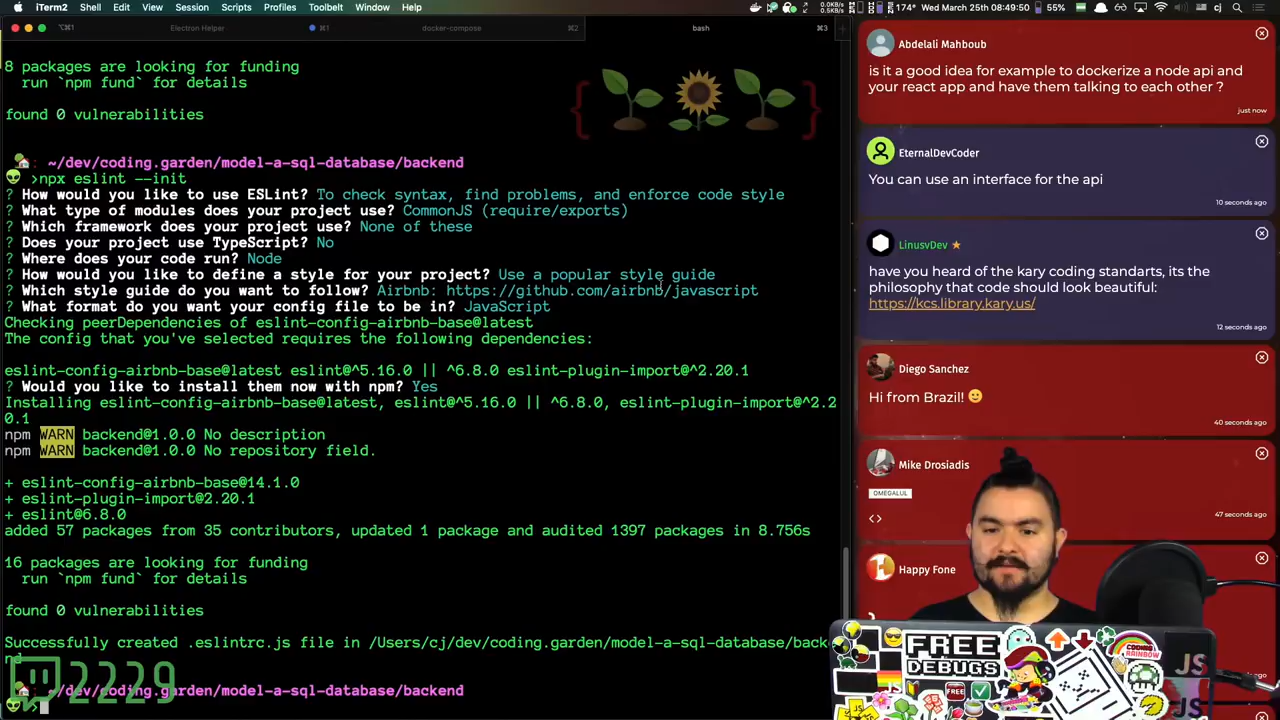 iTerm2 Shell Edit View Session Scripts Profiles Toolbelt Window Help
0.0KB/s
0.5KB/s
174° Wed March 25th 08:49:50 55% US cj
⌥⌘1 Electron Helper ⌘1 docker-compose ⌘2 bash ⌘3
8 packages are looking for funding
run `npm fund` for details
found 0 vulnerabilities
~/dev/coding.garden/model-a-sql-database/backend
>npx eslint --init
? How would you like to use ESLint? To check syntax, find problems, and enforce code style
? What type of modules does your project use? CommonJS (require/exports)
? Which framework does your project use? None of these
? Does your project use TypeScript? No
? Where does your code run? Node
? How would you like to define a style for your project? Use a popular style guide
? Which style guide do you want to follow? Airbnb: https://github.com/airbnb/javascript
? What format do you want your config file to be in? JavaScript
Checking peerDependencies of eslint-config-airbnb-base@latest
The config that you've selected requires the following dependencies:
eslint-config-airbnb-base@latest eslint@^5.16.0 || ^6.8.0 eslint-plugin-import@^2.20.1
? Would you like to install them now with npm? Yes
Installing eslint-config-airbnb-base@latest, eslint@^5.16.0 || ^6.8.0, eslint-plugin-import@^2.2
0.1
npm WARN backend@1.0.0 No description
npm WARN backend@1.0.0 No repository field.
+ eslint-config-airbnb-base@14.1.0
+ eslint-plugin-import@2.20.1
+ eslint@6.8.0
added 57 packages from 35 contributors, updated 1 package and audited 1397 packages in 8.756s
16 packages are looking for funding
run `npm fund` for details
found 0 vulnerabilities
Successfully created .eslintrc.js file in /Users/cj/dev/coding.garden/model-a-sql-database/back
nd
~/dev/coding.garden/model-a-sql-database/backend
2229
Abdelali Mahboub
is it a good idea for example to dockerize a node api and
your react app and have them talking to each other ?
just now
EternalDevCoder
You can use an interface for the api
10 seconds ago
LinusvDev
have you heard of the kary coding standarts, its the
philosophy that code should look beautiful:
https://kcs.library.kary.us/
12 seconds ago
Diego Sanchez
Hi from Brazil!
40 seconds ago
Mike Drosiadis
OMEGALUL
<>
47 seconds ago
Happy Fone
FREE
DEBUGS
CODING
RAINBOW
FREE
JS